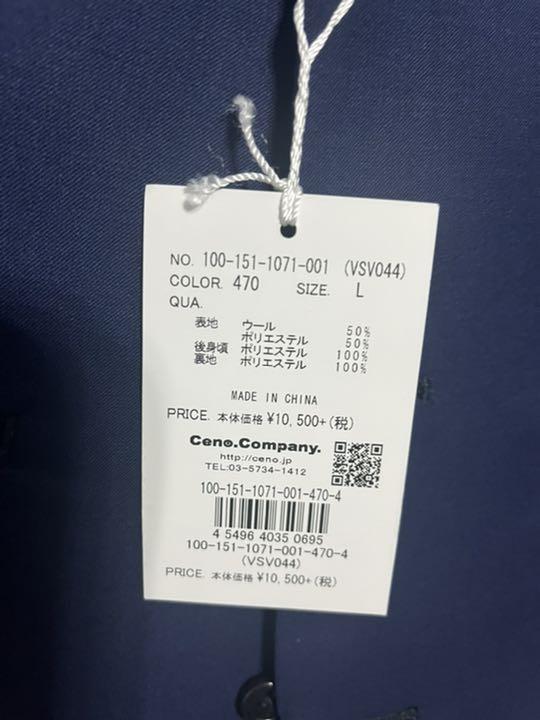 NO. 100-151-1071-001 (VSV044)
COLOR. 470 SIZE. L
QUA.
表地 ウール 50%
ポリエステル 50%
後身頃 ポリエステル 100%
裏地 ポリエステル 100%
MADE IN CHINA
PRICE. 本体価格 ¥10,500+(税)
Ceno.Company.
http://ceno.jp
TEL:03-5734-1412
100-151-1071-001-470-4
4 54964 0350695
100-151-1071-001-470-4
(VSV044)
PRICE. 本体価格 ¥10,500+(税)